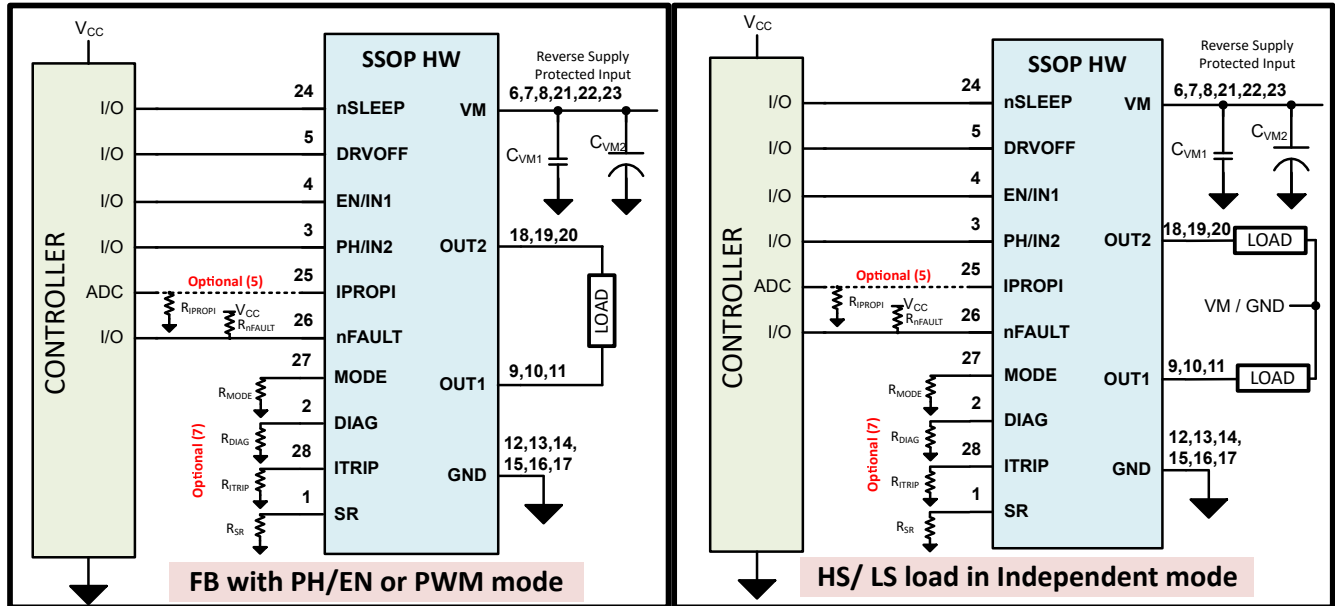 VCC
SSOP HW
Reverse Supply
Protected Input
6,7,8,21,22,23
CONTROLLER
I/O
24
nSLEEP
VM
I/O
5
DRVOFF
CVM1
CVM2
I/O
4
EN/IN1
I/O
3
PH/IN2
OUT2
18,19,20
ADC
Optional (5)
25
IPROPI
RIPROPI
VCC
RnFAULT
I/O
26
nFAULT
LOAD
27
MODE
RMODE
OUT1
9,10,11
2
DIAG
RDIAG
Optional (7)
28
ITRIP
RITRIP
GND
12,13,14,
15,16,17
1
SR
RSR
FB with PH/EN or PWM mode
VCC
SSOP HW
Reverse Supply
Protected Input
6,7,8,21,22,23
CONTROLLER
I/O
24
nSLEEP
VM
I/O
5
DRVOFF
CVM1
CVM2
I/O
4
EN/IN1
I/O
3
PH/IN2
OUT2
18,19,20
LOAD
ADC
Optional (5)
25
IPROPI
RIPROPI
VCC
RnFAULT
VM / GND
I/O
26
nFAULT
27
MODE
RMODE
OUT1
9,10,11
LOAD
2
DIAG
RDIAG
Optional (7)
28
ITRIP
RITRIP
GND
12,13,14,
15,16,17
1
SR
RSR
HS/ LS load in Independent mode